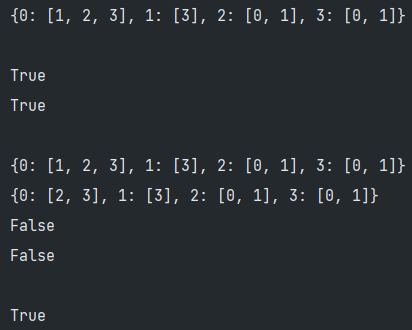 {0: [1, 2, 3], 1: [3], 2: [0, 1], 3: [0, 1]}
True
True
{0: [1, 2, 3], 1: [3], 2: [0, 1], 3: [0, 1]}
{0: [2, 3], 1: [3], 2: [0, 1], 3: [0, 1]}
False
False
True